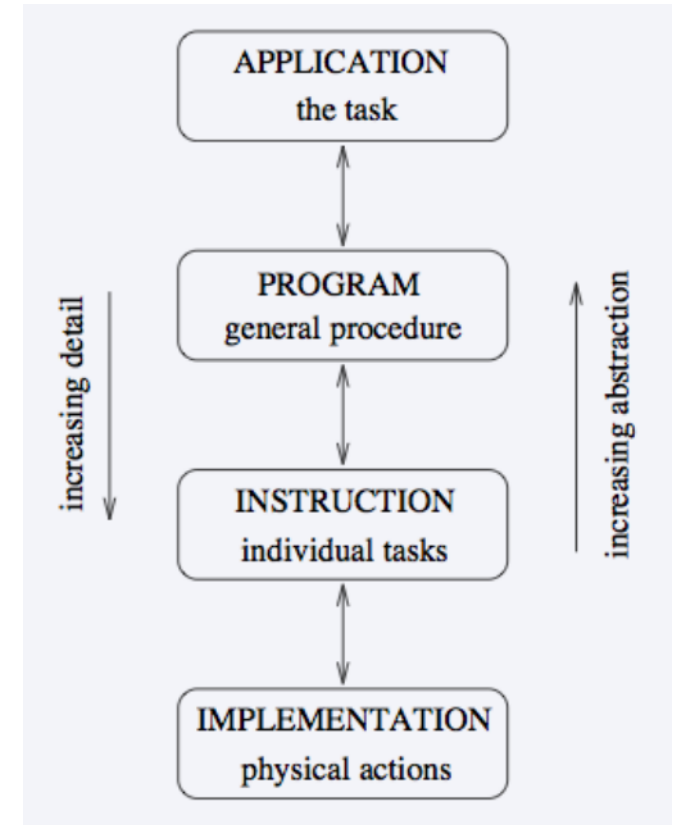 APPLICATION
the task
PROGRAM
general procedure
increasing detail
increasing abstraction
INSTRUCTION
individual tasks
IMPLEMENTATION
physical actions